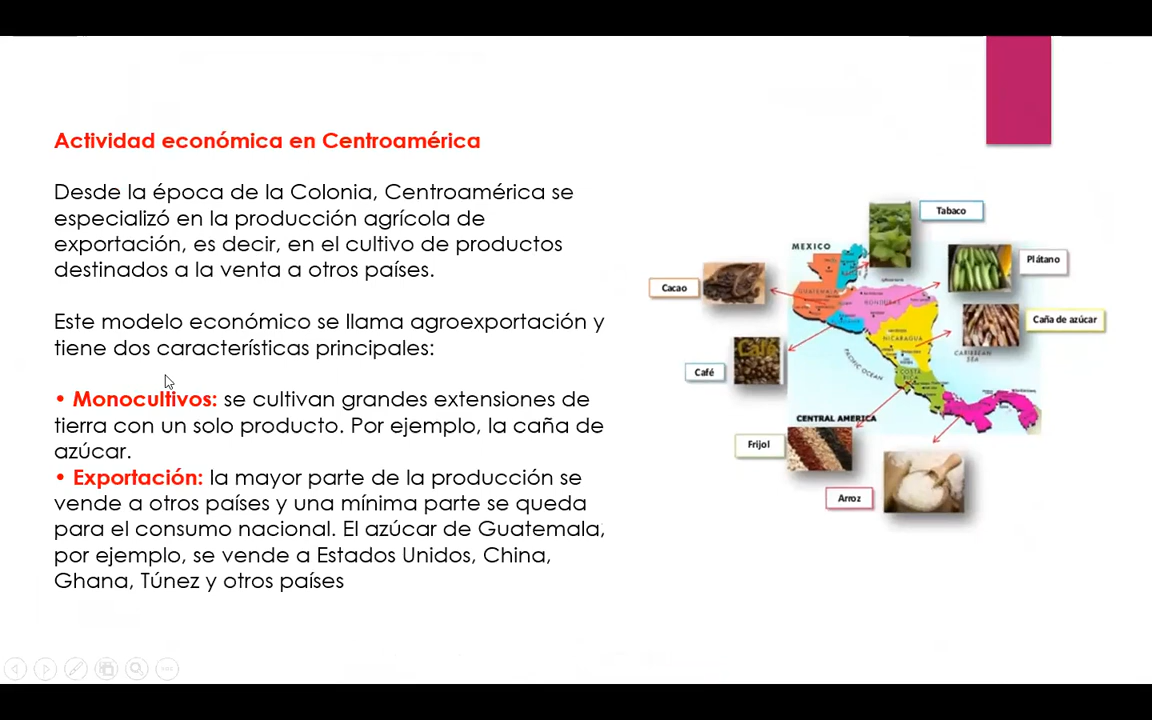 Actividad económica en Centroamérica
Desde la época de la Colonia, Centroamérica se
especializó en la producción agrícola de
exportación, es decir, en el cultivo de productos
destinados a la venta a otros países.
Este modelo económico se llama agroexportación y
tiene dos características principales:
• Monocultivos: se cultivan grandes extensiones de
tierra con un solo producto. Por ejemplo, la caña de
azúcar.
• Exportación: la mayor parte de la producción se
vende a otros países y una mínima parte se queda
para el consumo nacional. El azúcar de Guatemala,
por ejemplo, se vende a Estados Unidos, China,
Ghana, Túnez y otros países
Tabaco
MEXICO
Plátano
Cacao
GUATEMALA
HONDURAS
Caña de azúcar
NICARAGUA
CARIBBEAN
SEA
Café
Café
PACIFIC OCEAN
COSTA
RICA
CENTRAL AMERICA
Frijol
Arroz